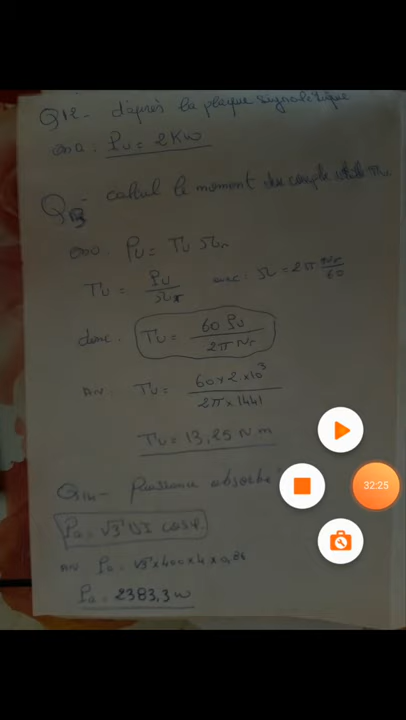 Q12- d'après la plaque signalétique
on a: Pu = 2KW
Q13- calcul le moment du couple utile Tu
on: Pu = Tu Ωr
Tu = Pu/Ωr avec: Ω = 2π Nr/60
donc: Tu = 60 Pu/2π Nr
AN: Tu = 60 x 2 x 10³/2π x 1441
Tu = 13,25 N m
32:25
Q14- Puissance absorbé
Pa = √3 UI cosφ.
AN Pa = √3 x 400 x 4 x 0,86
Pa = 2383,3 W